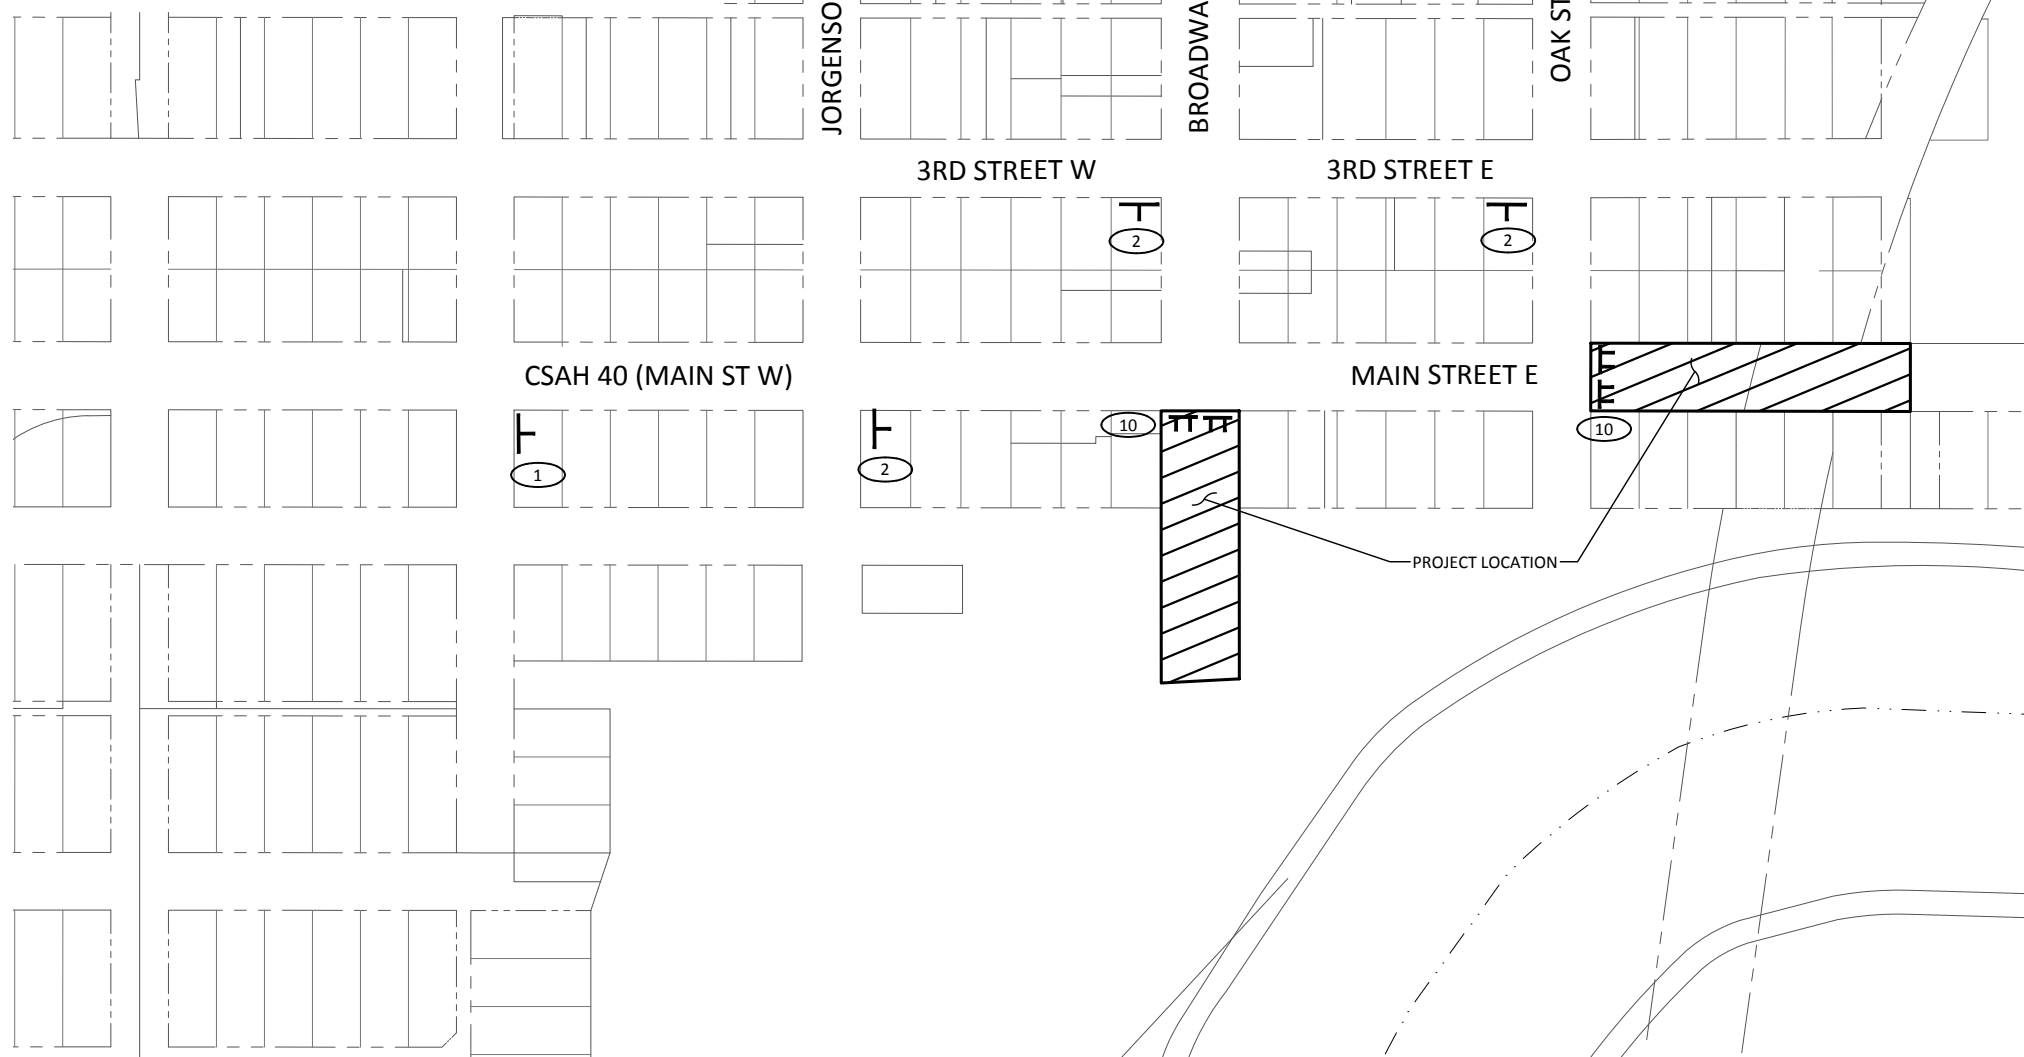 JORGENSO
BROADWA
OAK ST
3RD STREET W
3RD STREET E
2
2
CSAH 40 (MAIN ST W)
MAIN STREET E
10
10
1
2
PROJECT LOCATION